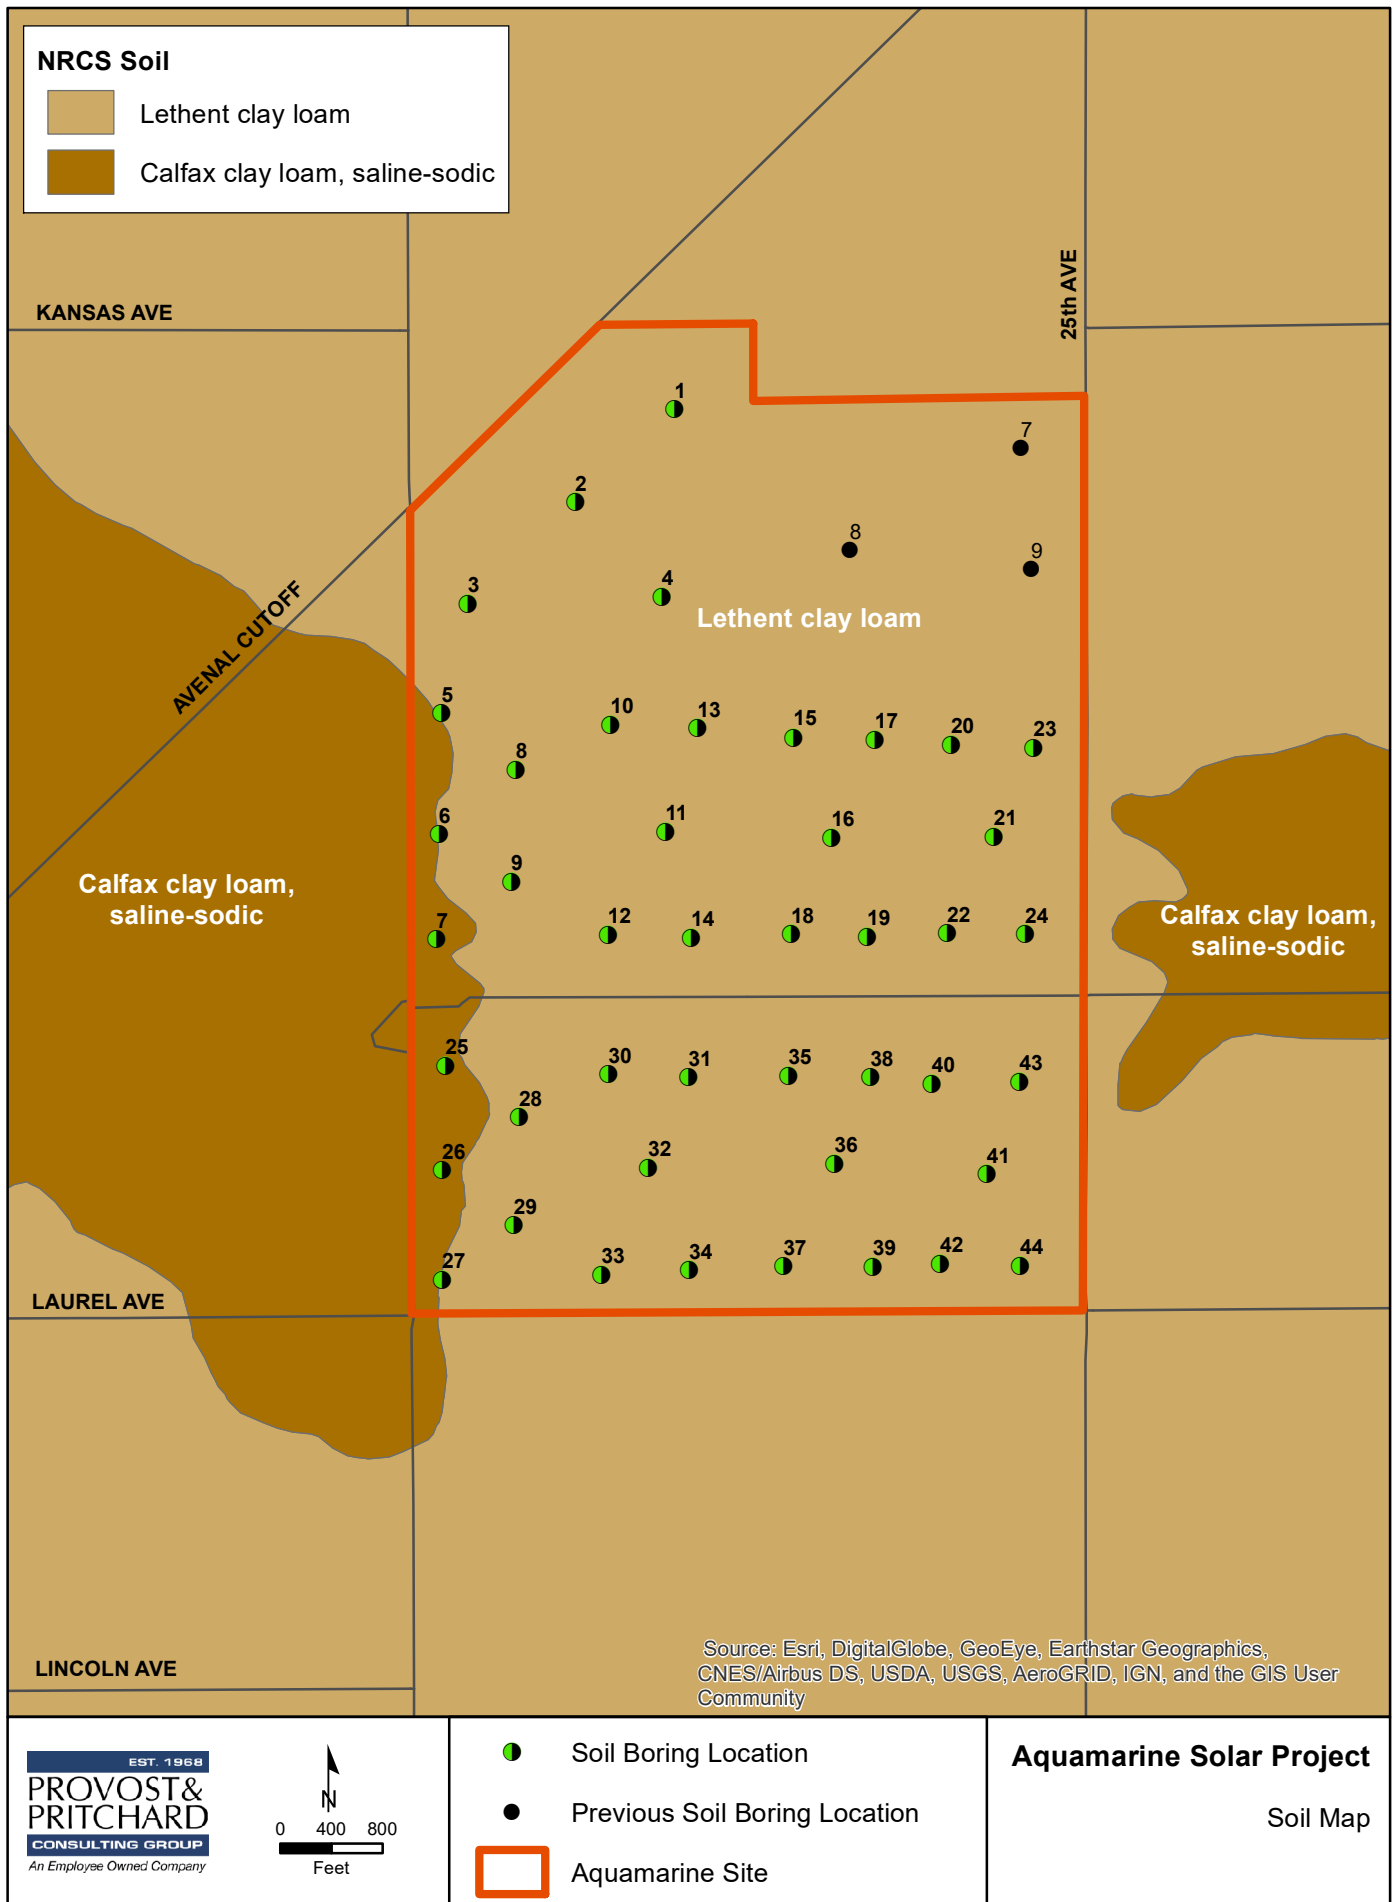 NRCS Soil
Lethent clay loam
Calfax clay loam, saline-sodic
25th AVE
KANSAS AVE
1
7
2
8
9
3
4
AVENAL CUTOFF
Lethent clay loam
5
10
13
15
17
20
23
8
6
11
16
21
9
Calfax clay loam,
saline-sodic
7
12
14
18
19
22
24
Calfax clay loam,
saline-sodic
25
30
31
35
38
40
43
28
26
32
36
41
29
27
33
34
37
39
42
44
LAUREL AVE
Source: Esri, DigitalGlobe, GeoEye, Earthstar Geographics,
CNES/Airbus DS, USDA, USGS, AeroGRID, IGN, and the GIS User
Community
LINCOLN AVE
EST. 1968
PROVOST&
PRITCHARD
CONSULTING GROUP
An Employee Owned Company
N
0 400 800
Feet
Soil Boring Location
Previous Soil Boring Location
Aquamarine Site
Aquamarine Solar Project
Soil Map